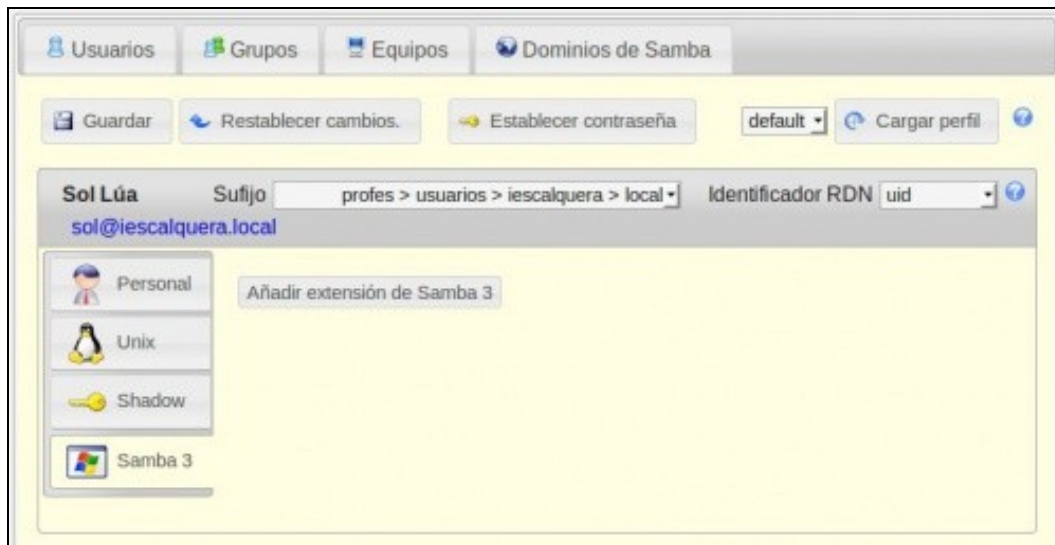 Usuarios Grupos Equipos Dominios de Samba
Guardar Restablecer cambios. Establecer contraseña default Cargar perfil
Sol Lúa Sufijo profes > usuarios > iescalquera > local Identificador RDN uid
sol@iescalquera.local
Personal
Añadir extensión de Samba 3
Unix
Shadow
Samba 3